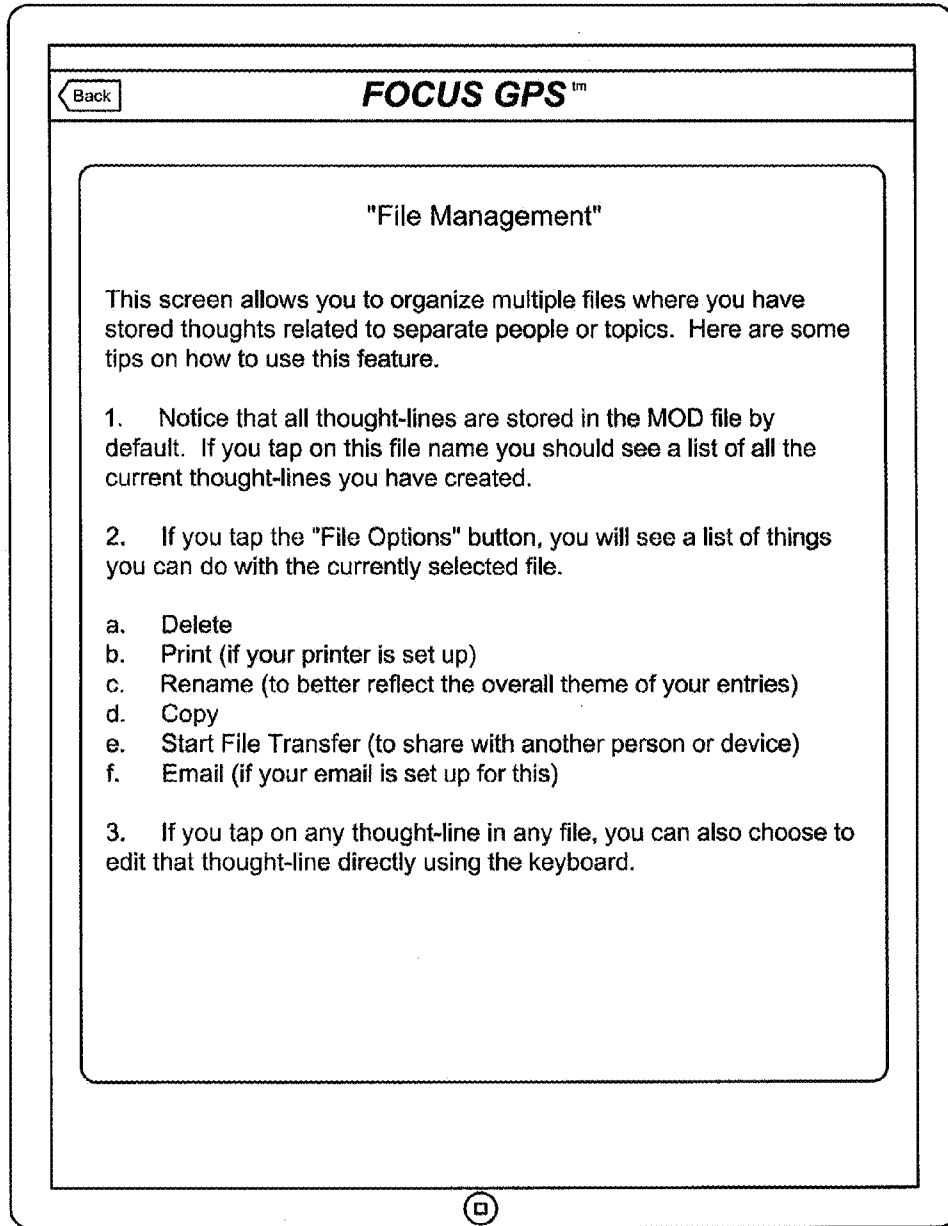 Back
FOCUS GPS™
"File Management"
This screen allows you to organize multiple files where you have
stored thoughts related to separate people or topics. Here are some
tips on how to use this feature.
1. Notice that all thought-lines are stored in the MOD file by
default. If you tap on this file name you should see a list of all the
current thought-lines you have created.
2. If you tap the "File Options" button, you will see a list of things
you can do with the currently selected file.
a. Delete
b. Print (if your printer is set up)
c. Rename (to better reflect the overall theme of your entries)
d. Copy
e. Start File Transfer (to share with another person or device)
f. Email (if your email is set up for this)
3. If you tap on any thought-line in any file, you can also choose to
edit that thought-line directly using the keyboard.